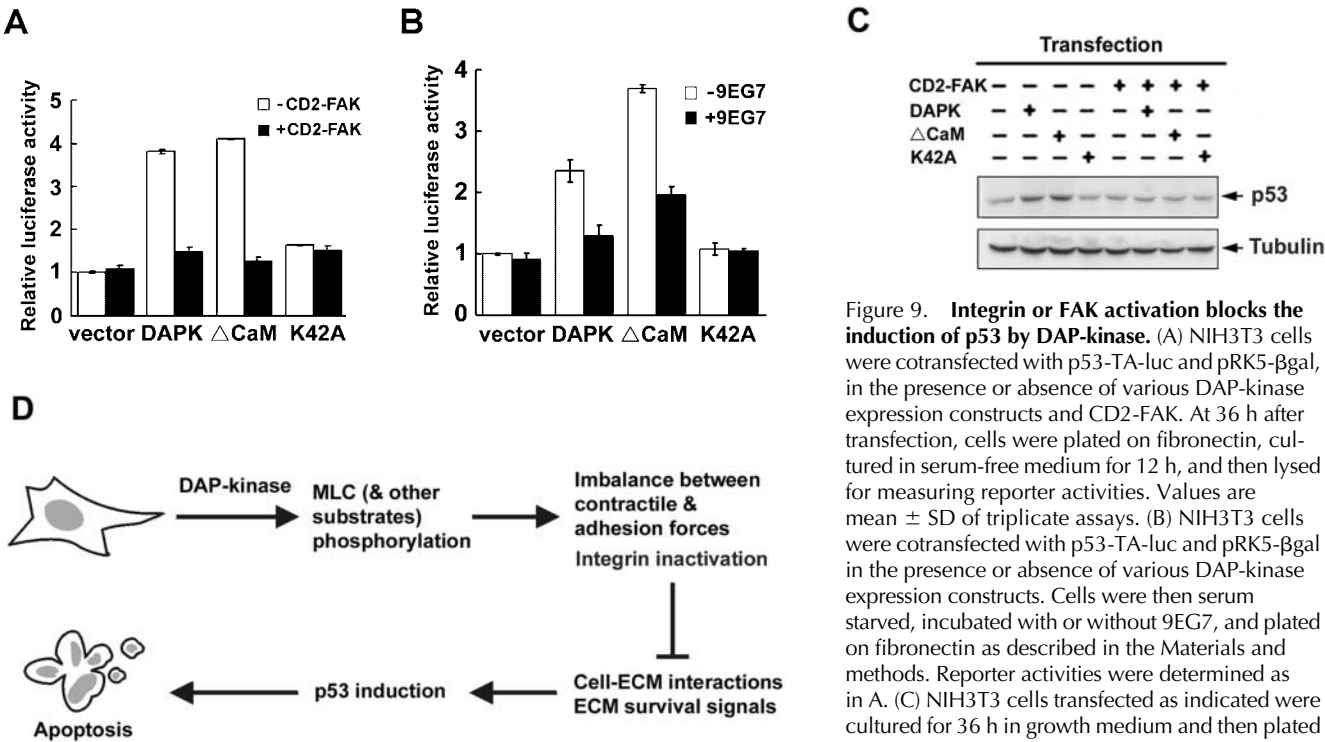 A
Relative luciferase activity
5
4
3
2
1
0
-CD2-FAK
+CD2-FAK
vector DAPK △CaM K42A
B
Relative luciferase activity
4
3
2
1
0
-9EG7
+9EG7
vector DAPK △CaM K42A
C
Transfection
CD2-FAK – – – – + + + +
DAPK – + – – – + – –
△CaM – – + – – – + –
K42A – – – + – – – +
p53
Tubulin
Figure 9. Integrin or FAK activation blocks the
induction of p53 by DAP-kinase. (A) NIH3T3 cells
were cotransfected with p53-TA-luc and pRK5-βgal,
in the presence or absence of various DAP-kinase
expression constructs and CD2-FAK. At 36 h after
transfection, cells were plated on fibronectin, cul-
tured in serum-free medium for 12 h, and then lysed
for measuring reporter activities. Values are
mean ± SD of triplicate assays. (B) NIH3T3 cells
were cotransfected with p53-TA-luc and pRK5-βgal
in the presence or absence of various DAP-kinase
expression constructs. Cells were then serum
starved, incubated with or without 9EG7, and plated
on fibronectin as described in the Materials and
methods. Reporter activities were determined as
in A. (C) NIH3T3 cells transfected as indicated were
cultured for 36 h in growth medium and then plated
D
DAP-kinase
MLC (& other
substrates)
phosphorylation
Imbalance between
contractile &
adhesion forces
Integrin inactivation
Cell-ECM interactions
ECM survival signals
p53 induction
Apoptosis